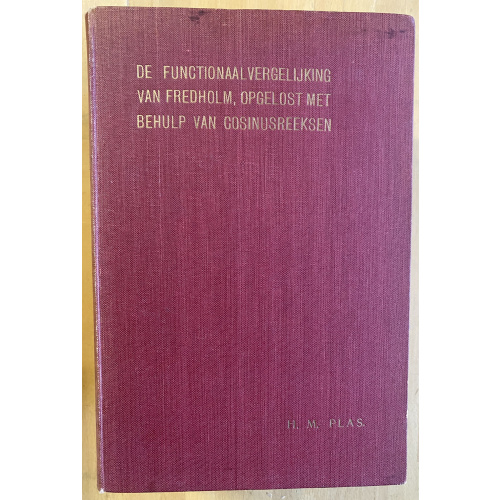 DE FUNCTIONAALVERGELIJKING
VAN FREDHOLM, OPGELOST MET
BEHULP VAN COSINUSREEKSEN
H. M. PLAS.